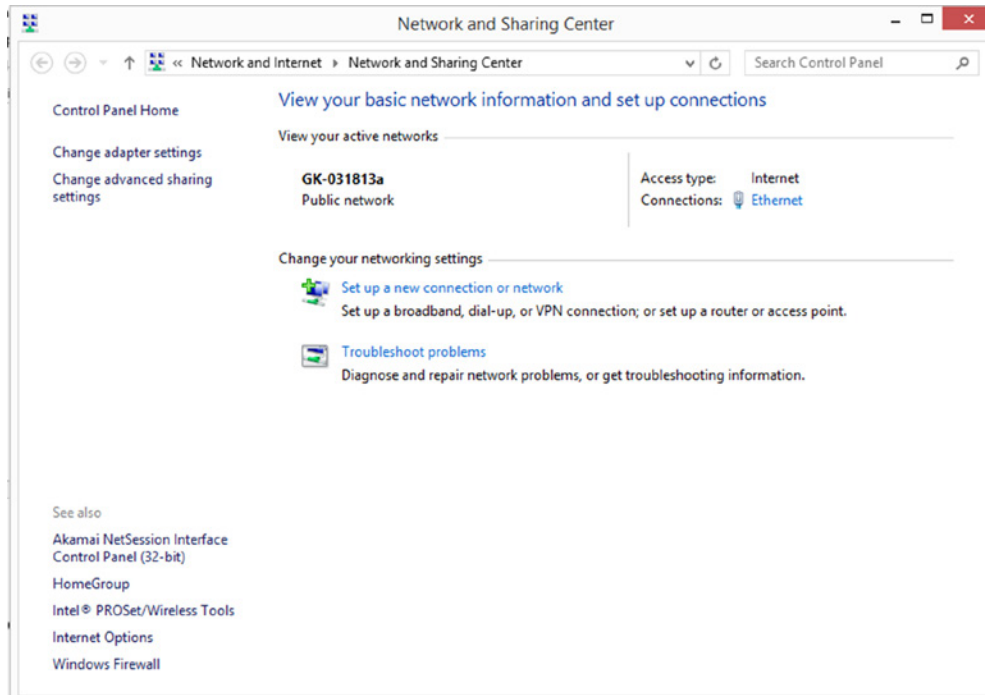 Network and Sharing Center
« Network and Internet ▸ Network and Sharing Center
Search Control Panel
Control Panel Home
Change adapter settings
Change advanced sharing
settings
View your basic network information and set up connections
View your active networks
GK-031813a
Public network
Access type: Internet
Connections: Ethernet
Change your networking settings
Set up a new connection or network
Set up a broadband, dial-up, or VPN connection; or set up a router or access point.
Troubleshoot problems
Diagnose and repair network problems, or get troubleshooting information.
See also
Akamai NetSession Interface
Control Panel (32-bit)
HomeGroup
Intel® PROSet/Wireless Tools
Internet Options
Windows Firewall